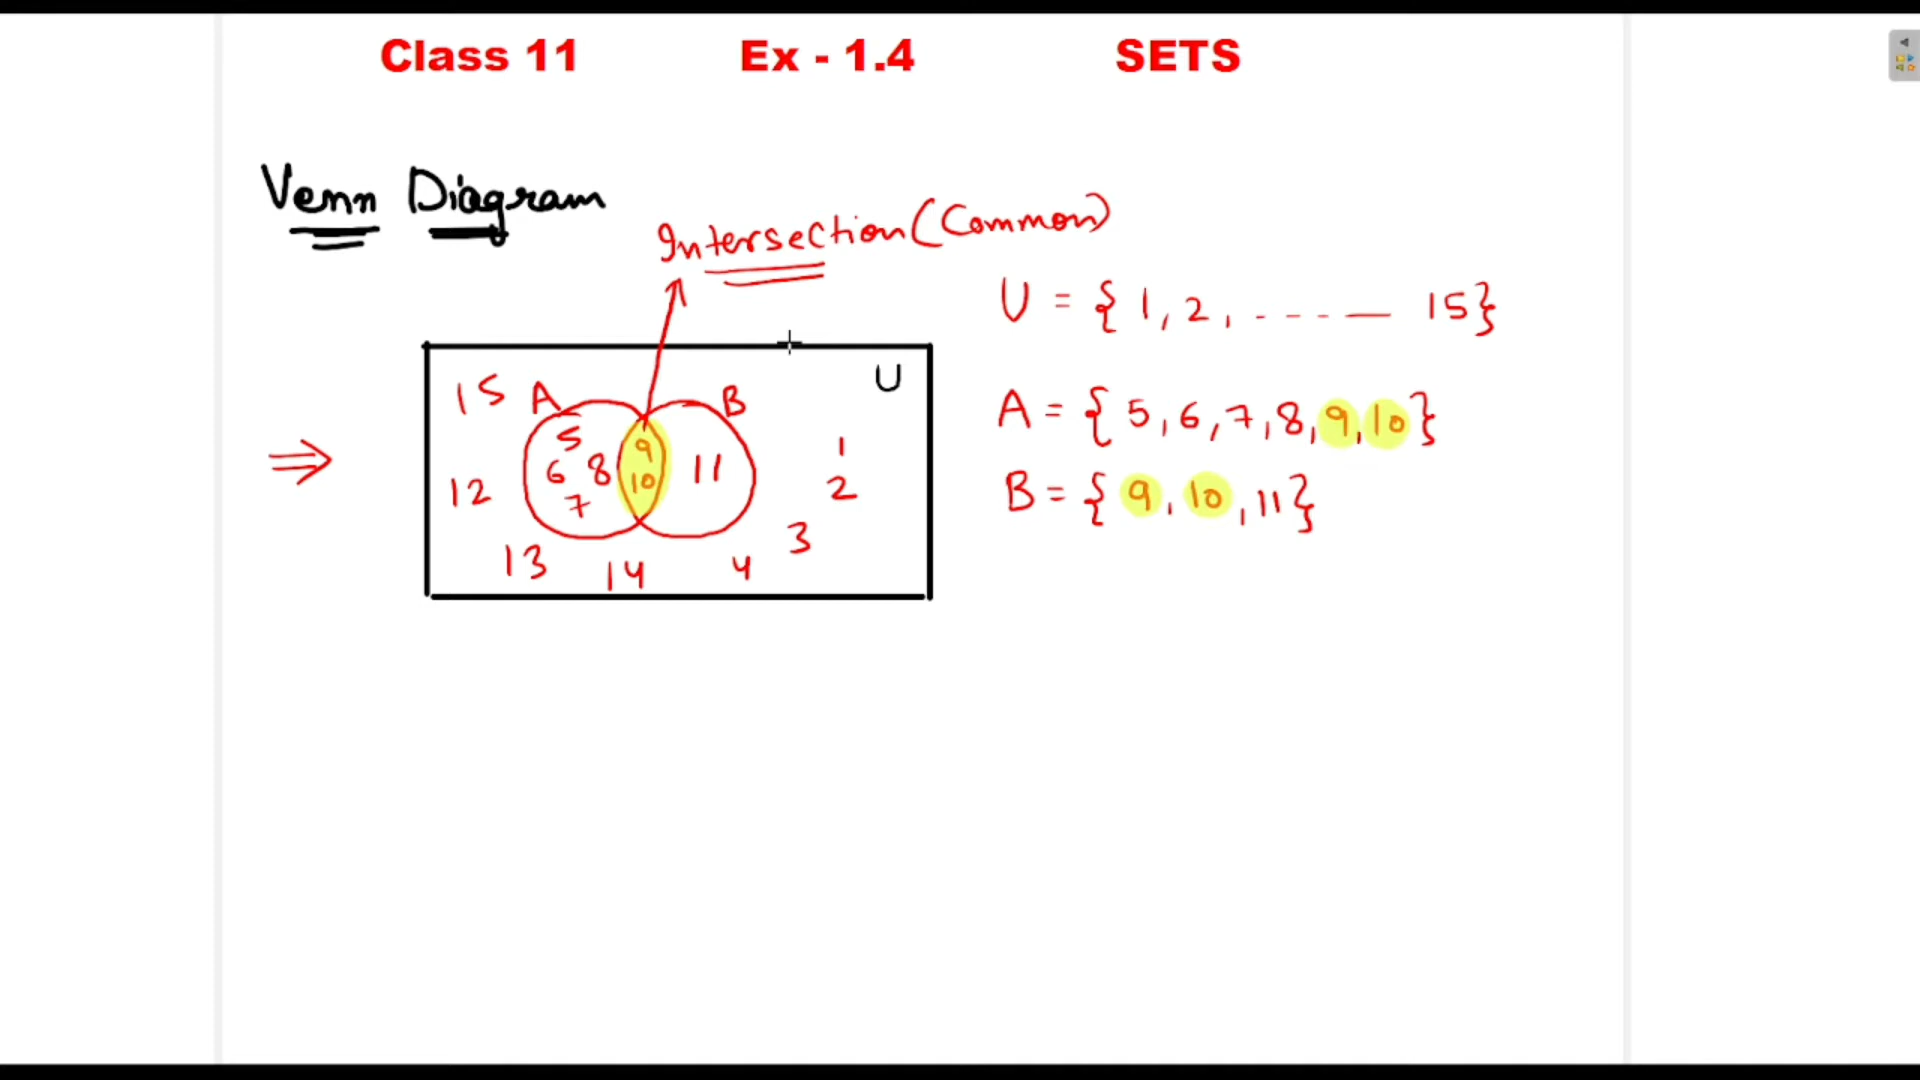 Class 11 Ex - 1.4 SETS
Venn Diagram
Intersection (Common)
U = { 1, 2, ------ 15}
U
15 A B
A = { 5, 6, 7, 8, 9, 10 }
5 9 1
6 8 10 11
12 7 2
B = { 9, 10, 11}
3
13 14 4